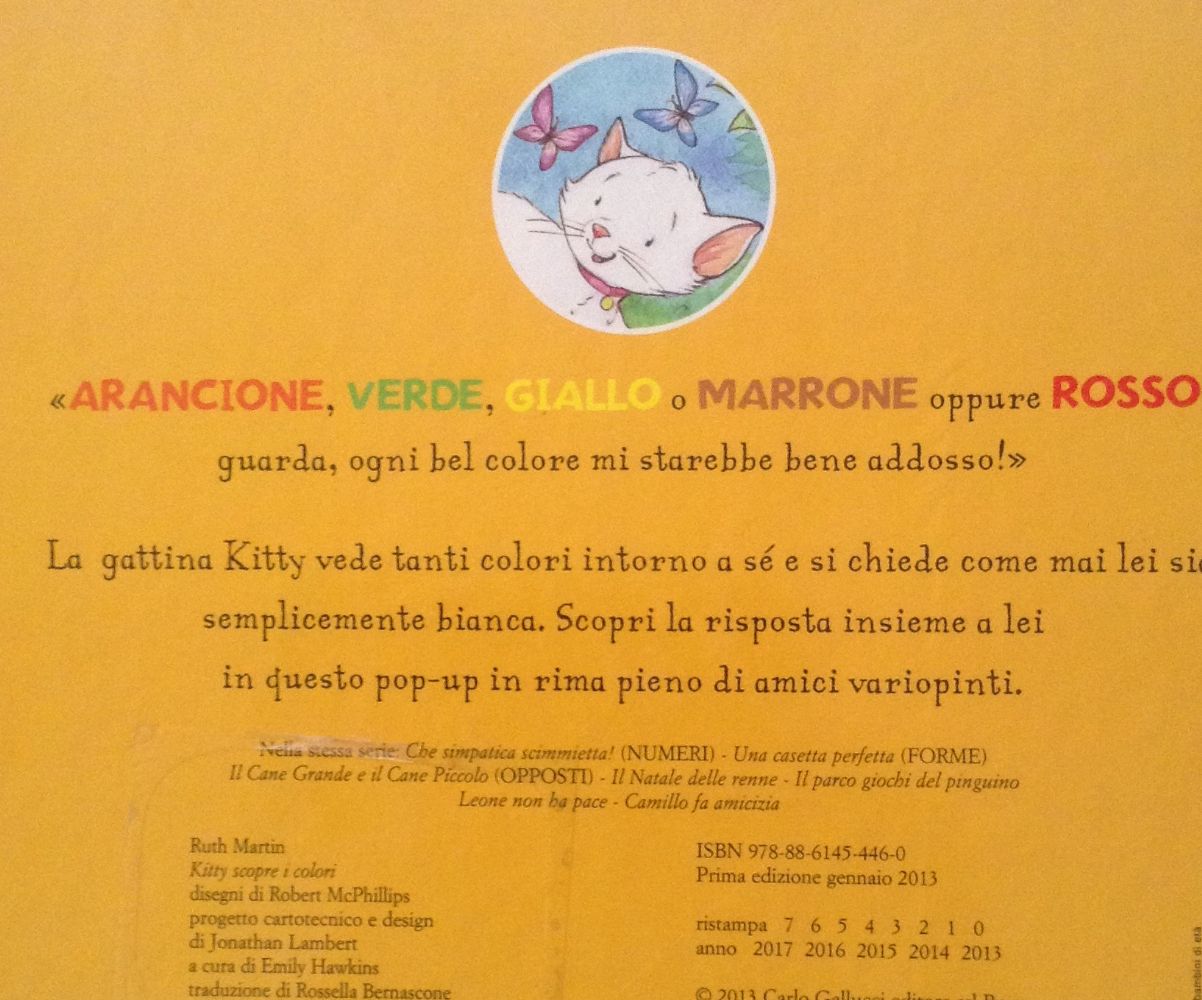 «ARANCIONE, VERDE, GIALLO o MARRONE oppure ROSSO
guarda, ogni bel colore mi starebbe bene addosso!»
La gattina Kitty vede tanti colori intorno a sé e si chiede come mai lei
semplicemente bianca. Scopri la risposta insieme a lei
in questo pop-up in rima pieno di amici variopinti.
Nella stessa serie: Che simpatica scimmietta! (NUMERI) - Una casetta perfetta (FORME)
Il Cane Grande e il Cane Piccolo (OPPOSTI) - Il Natale delle renne - Il parco giochi del pinguino
Leone non ha pace - Camillo fa amicizia
Ruth Martin
Kitty scopre i colori
disegni di Robert McPhillips
progetto cartotecnico e design
di Jonathan Lambert
a cura di Emily Hawkins
traduzione di Rossella Bernascone
ISBN 978-88-6145-446-0
Prima edizione gennaio 2013
ristampa 7 6 5 4 3 2 1 0
anno 2017 2016 2015 2014 2013
© 2013 Carlo Gallucci editore srl